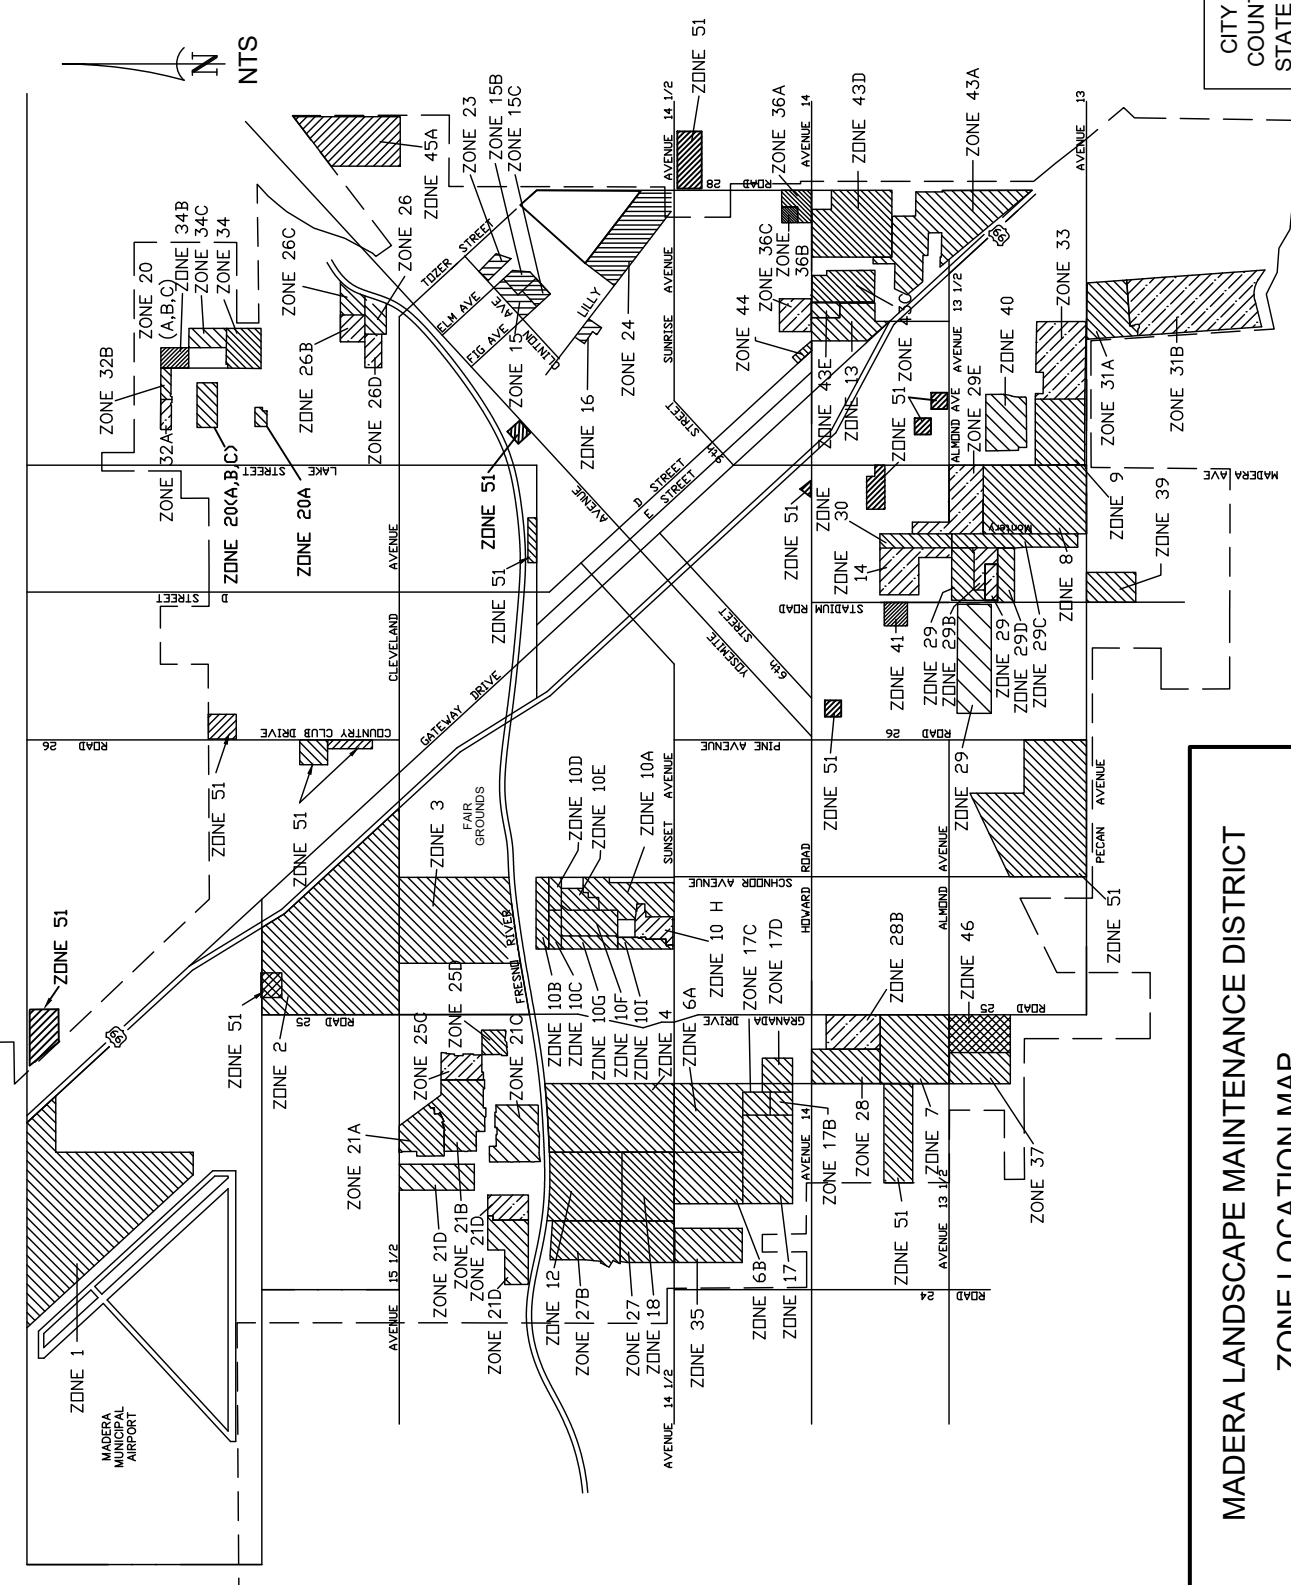 N
NTS
CITY
COUNT
STATE
ZONE 51
AVENUE 14 1/2
ZONE 36A
AVENUE 14
ZONE 43D
ZONE 43A
AVENUE 13
ZONE 23
ZONE 15B
ZONE 15C
ZONE 45A
ZONE 26
ZONE 34B
ZONE 34C
ZONE 34
ZONE 20
(A,B,C)
ZONE 26C
ZONE 32B
ZONE 26B
ZONE 26D
ZONE 32A
TOZER STREET
ELM AVE
FIG AVE
CLINTON AVE
LILLY
ZONE 15
ZONE 16
ZONE 24
ROAD 28
SUNRISE AVENUE
ZONE 36C
ZONE 36B
ZONE 44
ZONE 43E
ZONE 13
ZONE 43C
99
AVENUE 13 1/2
ALMOND AVE
ZONE 29E
ZONE 40
ZONE 33
ZONE 31A
ZONE 31B
ZONE 51
LAKE STREET
ZONE 20(A,B,C)
ZONE 20A
ZONE 51
AVENUE
D STREET
E STREET
9th STREET
MADERA AVE
ZONE 9
ZONE 39
ZONE 51
ZONE 30
ZONE 14
Montery
ZONE 8
D STREET
CLEVELAND AVENUE
ZONE 51
YOSEMITE
6th STREET
STADIUM ROAD
ZONE 41
ZONE 29
ZONE 29B
ZONE 29
ZONE 29D
ZONE 29C
ROAD 26
COUNTRY CLUB DRIVE
ZONE 51
ZONE 51
GATEWAY DRIVE
PINE AVENUE
ZONE 51
ROAD 26
ZONE 29
PECAN AVENUE
ZONE 3
FAIR
GROUNDS
ZONE 10D
ZONE 10E
ZONE 10A
SUNSET AVENUE
SCHNOOR AVENUE
HOWARD ROAD
ALMOND AVENUE
ZONE 51
ZONE 51
99
ZONE 51
ZONE 2
ROAD 25
FRESNO RIVER
ZONE 25D
ZONE 25C
ZONE 21C
ZONE 10B
ZONE 10C
ZONE 10G
ZONE 10F
ZONE 10I
ZONE 10 H
ZONE 4
ZONE 6A
ZONE 17C
ZONE 17D
GRANADA DRIVE
ZONE 28B
ZONE 46
ROAD 25
ZONE 21A
ZONE 21D
ZONE 21B
ZONE 21D
ZONE 21D
AVENUE 15 1/2
ZONE 12
ZONE 27B
ZONE 27
ZONE 18
ZONE 35
AVENUE 14 1/2
ZONE 6B
ZONE 17
AVENUE 14
ZONE 17B
ZONE 28
ZONE 7
ZONE 51
AVENUE 13 1/2
ZONE 37
ROAD 24
ZONE 1
MADERA
MUNICIPAL
AIRPORT
MADERA LANDSCAPE MAINTENANCE DISTRICT
ZONE LOCATION MAP